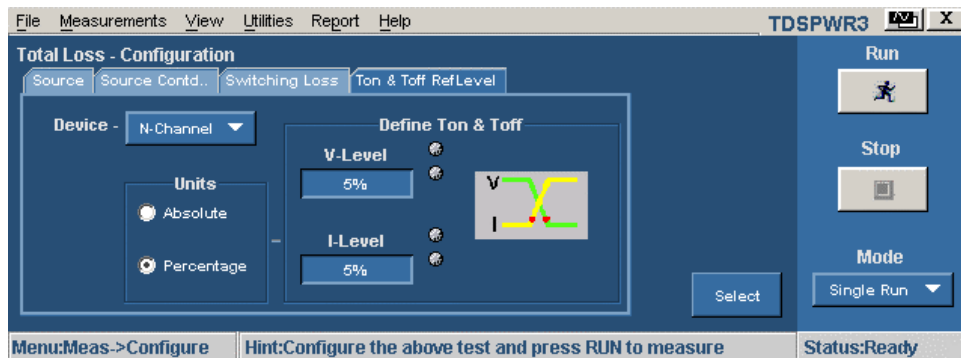 File Measurements View Utilities Report Help TDSPWR3 X
Total Loss - Configuration Run
Source Source Contd.. Switching Loss Ton & Toff RefLevel
Device - N-Channel Define Ton & Toff
V-Level Stop
Units 5% V
Absolute I
I-Level Mode
Percentage 5% Select Single Run
Menu:Meas->Configure Hint:Configure the above test and press RUN to measure Status:Ready